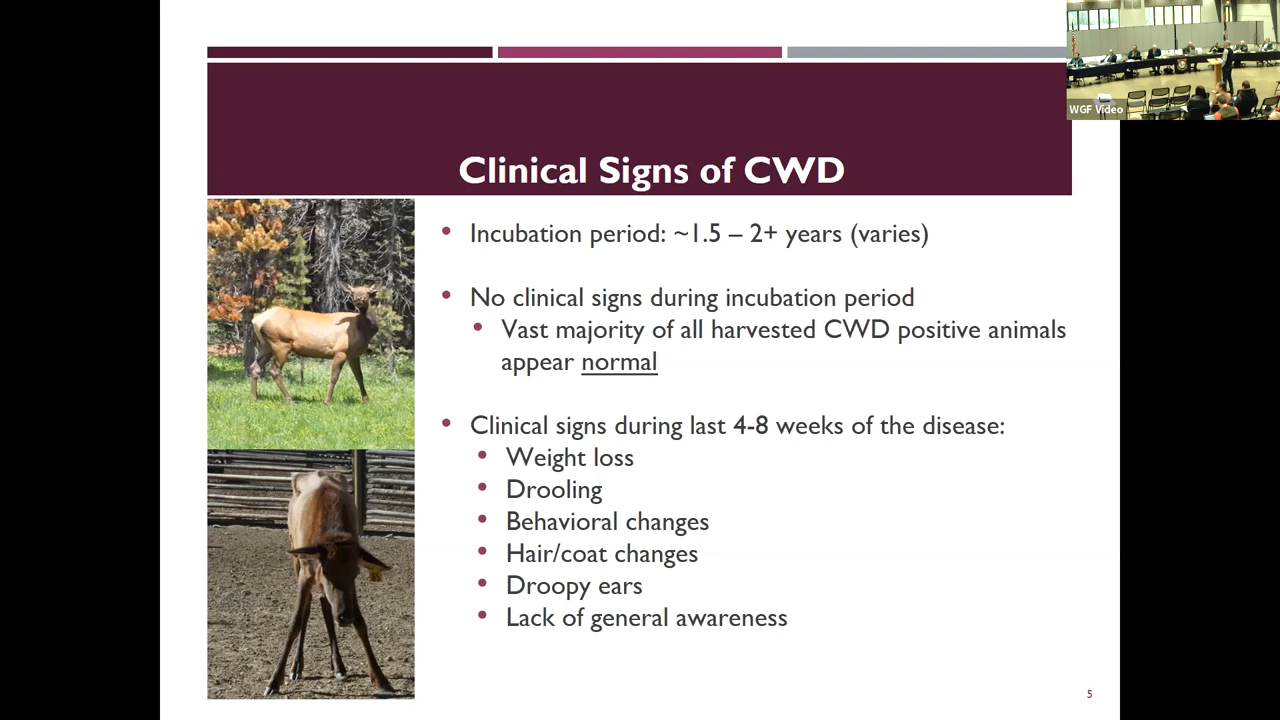 WGF Video
Clinical Signs of CWD
• Incubation period: ~1.5 – 2+ years (varies)
• No clinical signs during incubation period
• Vast majority of all harvested CWD positive animals
appear normal
• Clinical signs during last 4-8 weeks of the disease:
• Weight loss
• Drooling
• Behavioral changes
• Hair/coat changes
• Droopy ears
• Lack of general awareness
5